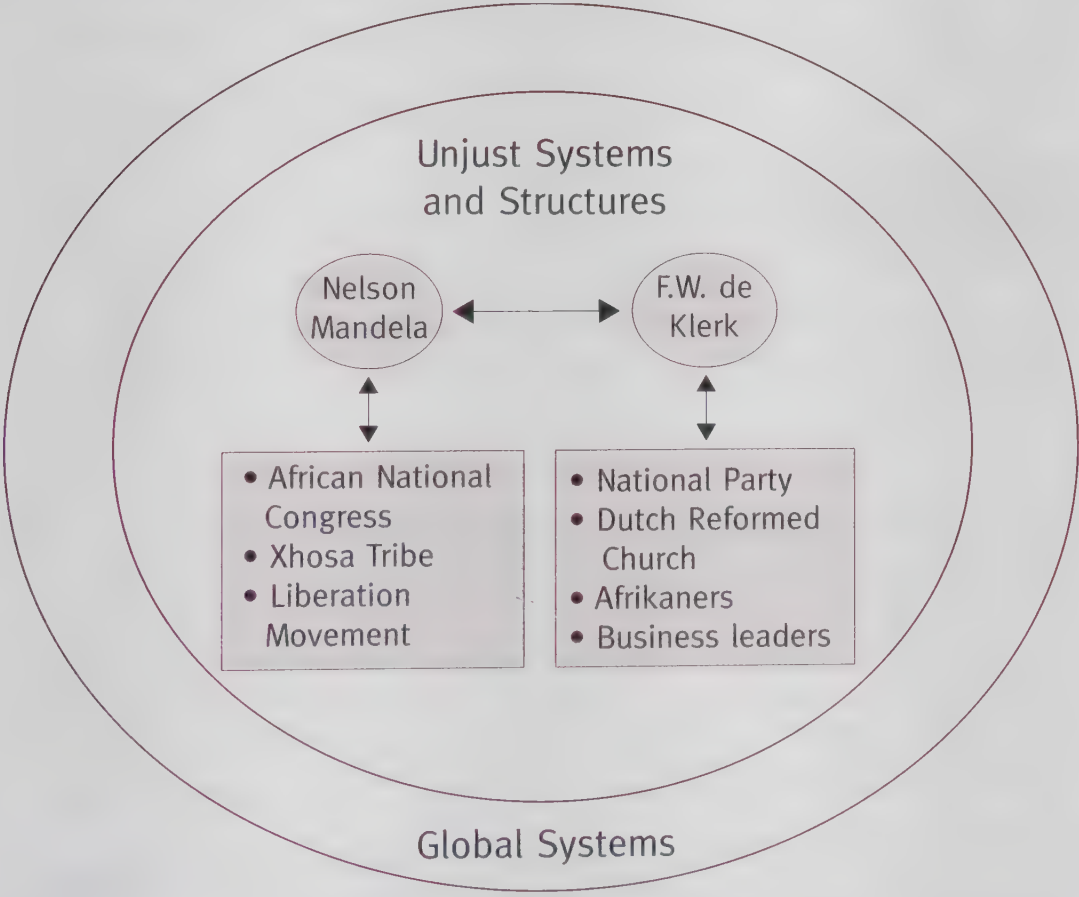 Unjust Systems
and Structures
Nelson
Mandela
F.W. de
Klerk
• African National
Congress
• Xhosa Tribe
• Liberation
Movement
• National Party
• Dutch Reformed
Church
• Afrikaners
• Business leaders
Global Systems